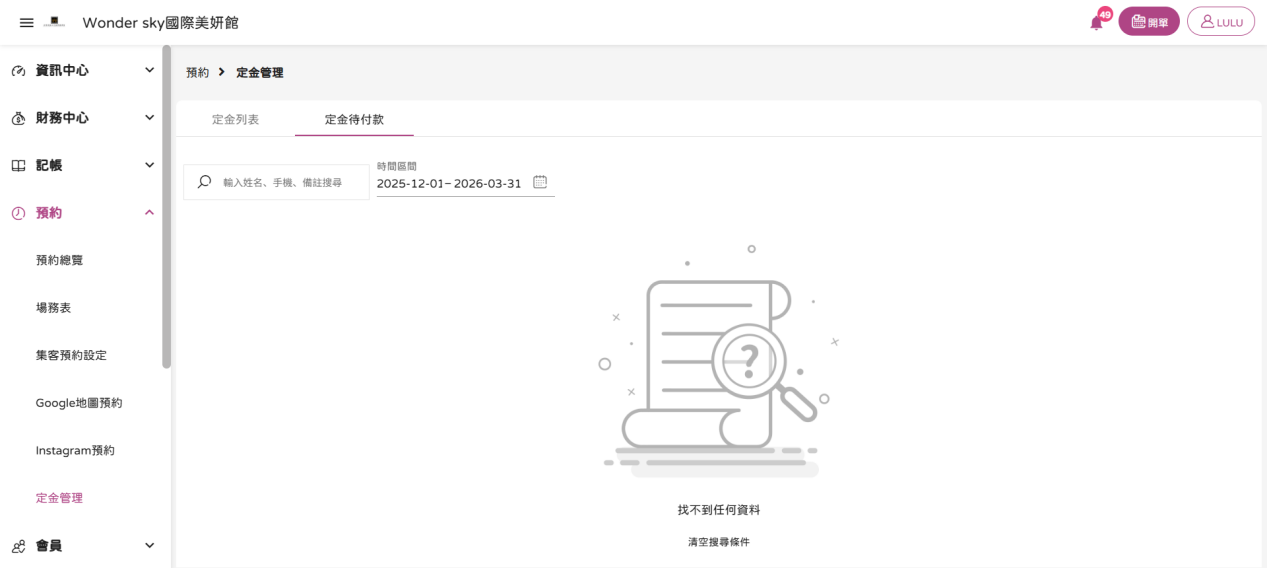 Wonder sky國際美妍館
49
開單
LULU
資訊中心
財務中心
記帳
預約
預約總覽
場務表
集客預約設定
Google地圖預約
Instagram預約
定金管理
會員
預約 > 定金管理
定金列表
定金待付款
輸入姓名、手機、備註搜尋
時間區間
2025-12-01~2026-03-31
找不到任何資料
清空搜尋條件